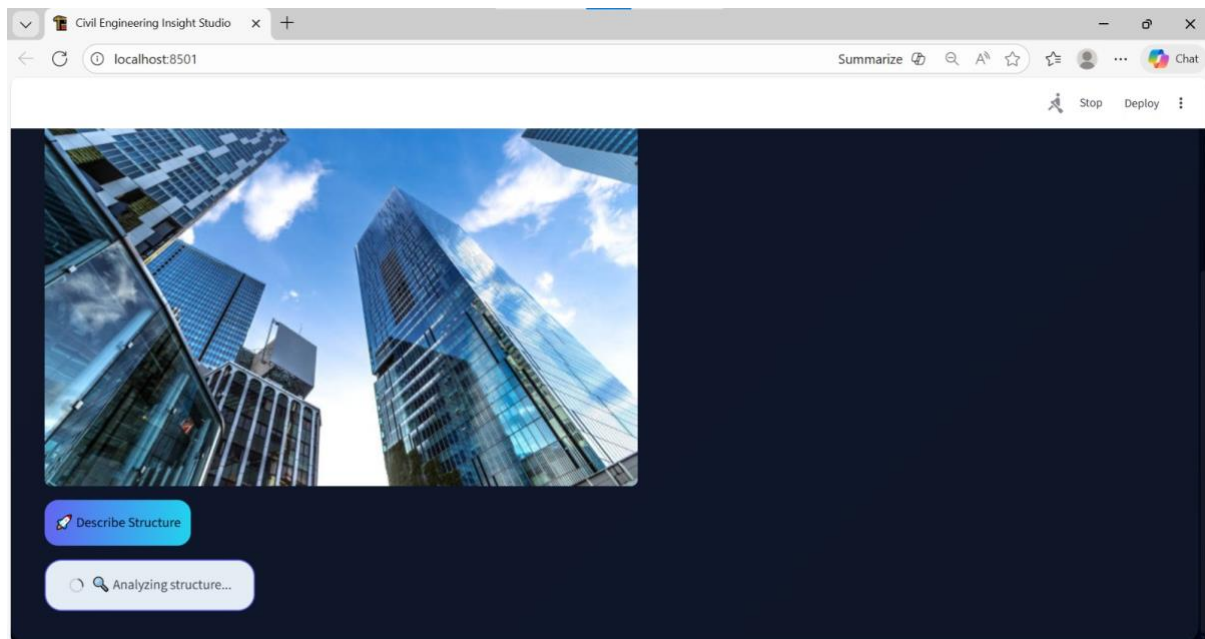 Civil Engineering Insight Studio
localhost:8501
Summarize
Chat
Stop
Deploy
🚀 Describe Structure
🔍 Analyzing structure...